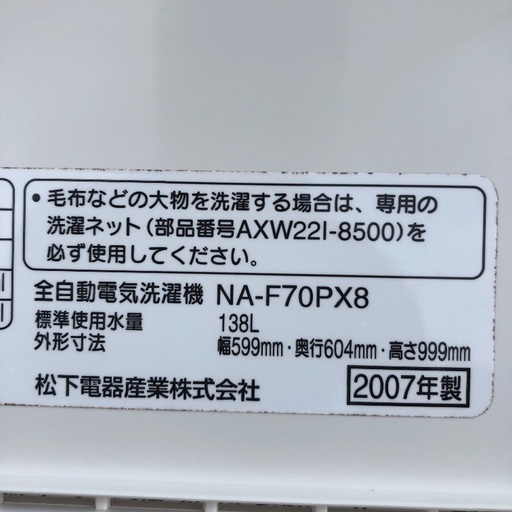 ・毛布などの大物を洗濯する場合は、専用の
洗濯ネット(部品番号AXW22I-8500)を
必ず使用してください。
全自動電気洗濯機 NA-F70PX8
標準使用水量 138L
外形寸法 幅599mm・奥行604mm・高さ999mm
松下電器産業株式会社 2007年製